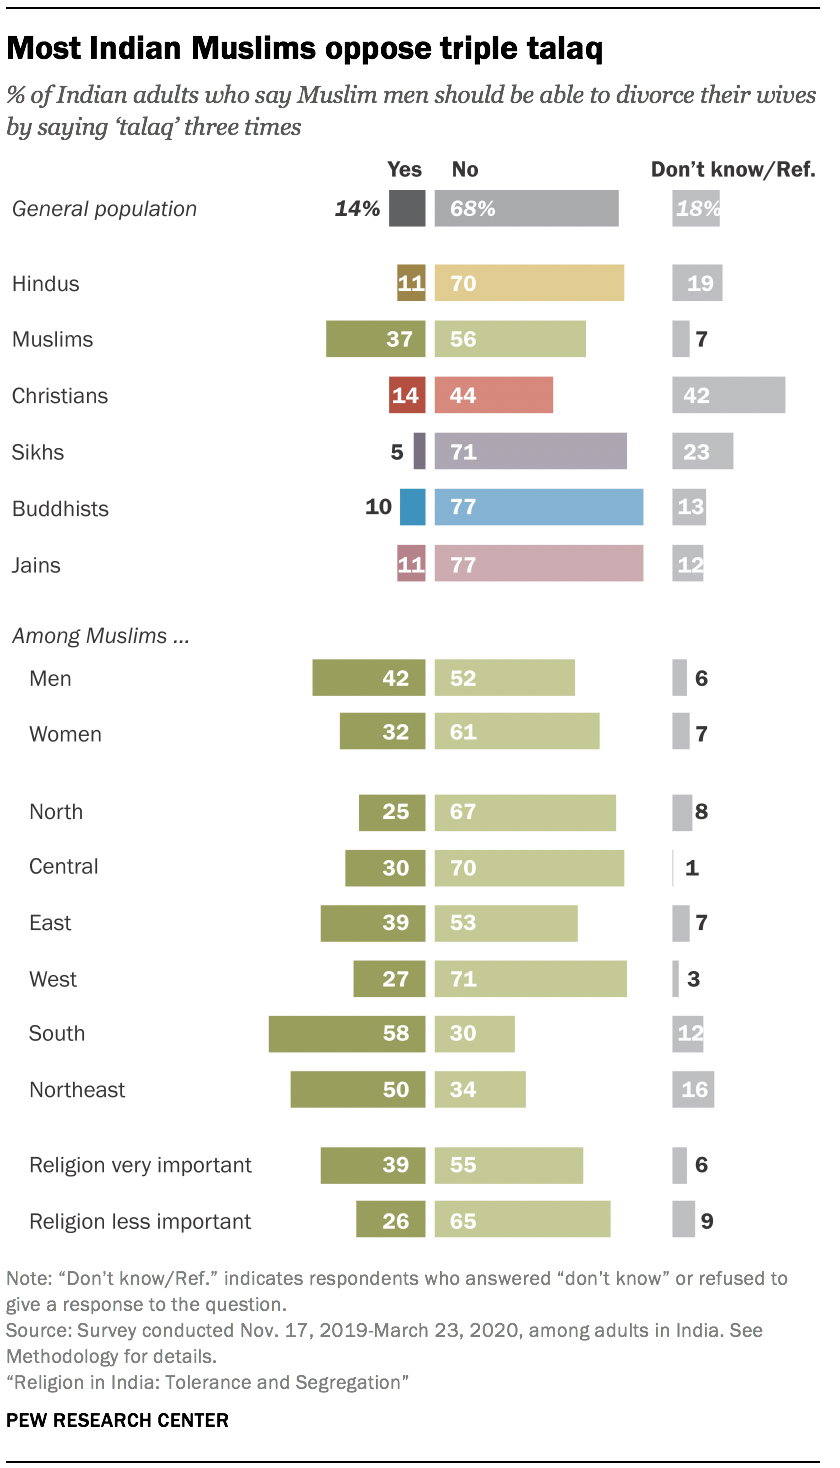 Most Indian Muslims oppose triple talaq
% of Indian adults who say Muslim men should be able to divorce their wives
by saying ‘talaq’ three times
Yes No Don’t know/Ref.
General population 14% 68% 18%
Hindus 11 70 19
Muslims 37 56 7
Christians 14 44 42
Sikhs 5 71 23
Buddhists 10 77 13
Jains 11 77 12
Among Muslims ...
Men 42 52 6
Women 32 61 7
North 25 67 8
Central 30 70 1
East 39 53 7
West 27 71 3
South 58 30 12
Northeast 50 34 16
Religion very important 39 55 6
Religion less important 26 65 9
Note: “Don’t know/Ref.” indicates respondents who answered “don’t know” or refused to
give a response to the question.
Source: Survey conducted Nov. 17, 2019-March 23, 2020, among adults in India. See
Methodology for details.
“Religion in India: Tolerance and Segregation”
PEW RESEARCH CENTER